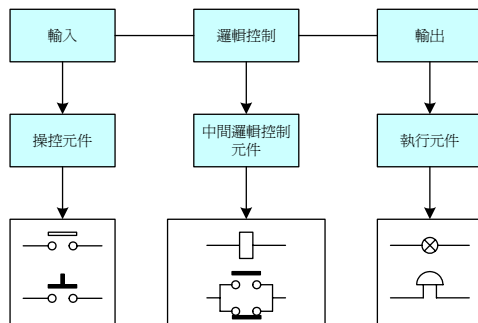 輸入
邏輯控制
輸出
操控元件
中間邏輯控制
元件
執行元件